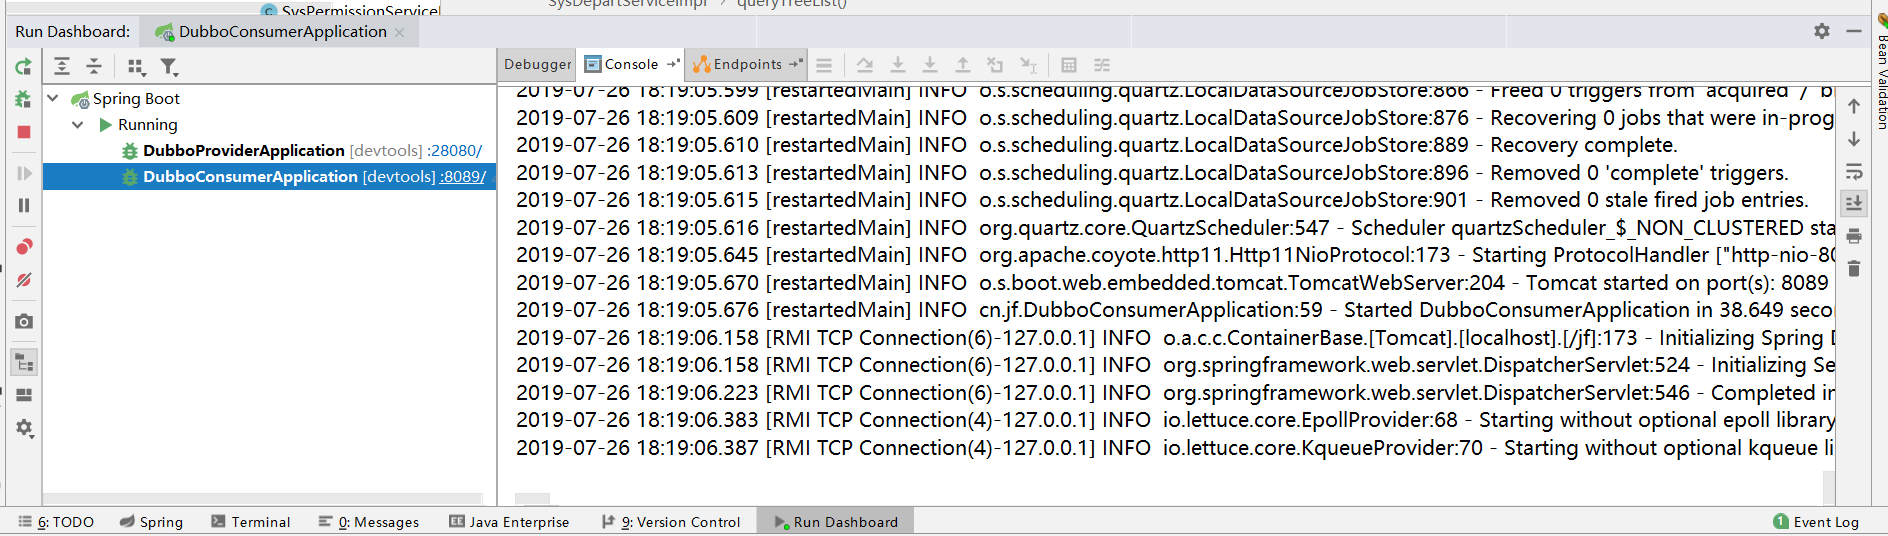 SysPermissionServiceI
SysDepartServiceImpl › queryTreeList()
Run Dashboard: DubboConsumerApplication
Debugger Console Endpoints
Bean Validation
Spring Boot
Running
DubboProviderApplication [devtools] :28080/
DubboConsumerApplication [devtools] :8089/
2019-07-26 18:19:05.599 [restartedMain] INFO o.s.scheduling.quartz.LocalDataSourceJobStore:866 - Freed 0 triggers from 'acquired' / 'bl
2019-07-26 18:19:05.609 [restartedMain] INFO o.s.scheduling.quartz.LocalDataSourceJobStore:876 - Recovering 0 jobs that were in-prog
2019-07-26 18:19:05.610 [restartedMain] INFO o.s.scheduling.quartz.LocalDataSourceJobStore:889 - Recovery complete.
2019-07-26 18:19:05.613 [restartedMain] INFO o.s.scheduling.quartz.LocalDataSourceJobStore:896 - Removed 0 'complete' triggers.
2019-07-26 18:19:05.615 [restartedMain] INFO o.s.scheduling.quartz.LocalDataSourceJobStore:901 - Removed 0 stale fired job entries.
2019-07-26 18:19:05.616 [restartedMain] INFO org.quartz.core.QuartzScheduler:547 - Scheduler quartzScheduler_$_NON_CLUSTERED sta
2019-07-26 18:19:05.645 [restartedMain] INFO org.apache.coyote.http11.Http11NioProtocol:173 - Starting ProtocolHandler ["http-nio-80
2019-07-26 18:19:05.670 [restartedMain] INFO o.s.boot.web.embedded.tomcat.TomcatWebServer:204 - Tomcat started on port(s): 8089
2019-07-26 18:19:05.676 [restartedMain] INFO cn.jf.DubboConsumerApplication:59 - Started DubboConsumerApplication in 38.649 secon
2019-07-26 18:19:06.158 [RMI TCP Connection(6)-127.0.0.1] INFO o.a.c.c.ContainerBase.[Tomcat].[localhost].[/jf]:173 - Initializing Spring D
2019-07-26 18:19:06.158 [RMI TCP Connection(6)-127.0.0.1] INFO org.springframework.web.servlet.DispatcherServlet:524 - Initializing Se
2019-07-26 18:19:06.223 [RMI TCP Connection(6)-127.0.0.1] INFO org.springframework.web.servlet.DispatcherServlet:546 - Completed in
2019-07-26 18:19:06.383 [RMI TCP Connection(4)-127.0.0.1] INFO io.lettuce.core.EpollProvider:68 - Starting without optional epoll library
2019-07-26 18:19:06.387 [RMI TCP Connection(4)-127.0.0.1] INFO io.lettuce.core.KqueueProvider:70 - Starting without optional kqueue li
6: TODO Spring Terminal 0: Messages Java Enterprise 9: Version Control Run Dashboard 1 Event Log